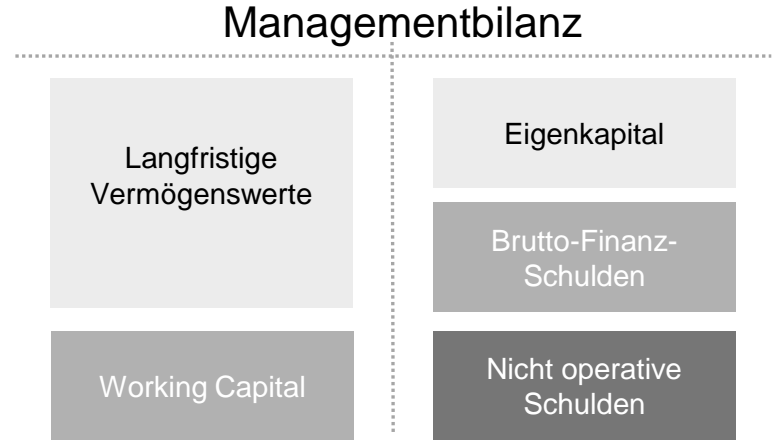 Managementbilanz
Langfristige
Vermögenswerte
Working Capital
Eigenkapital
Brutto-Finanz-
Schulden
Nicht operative
Schulden